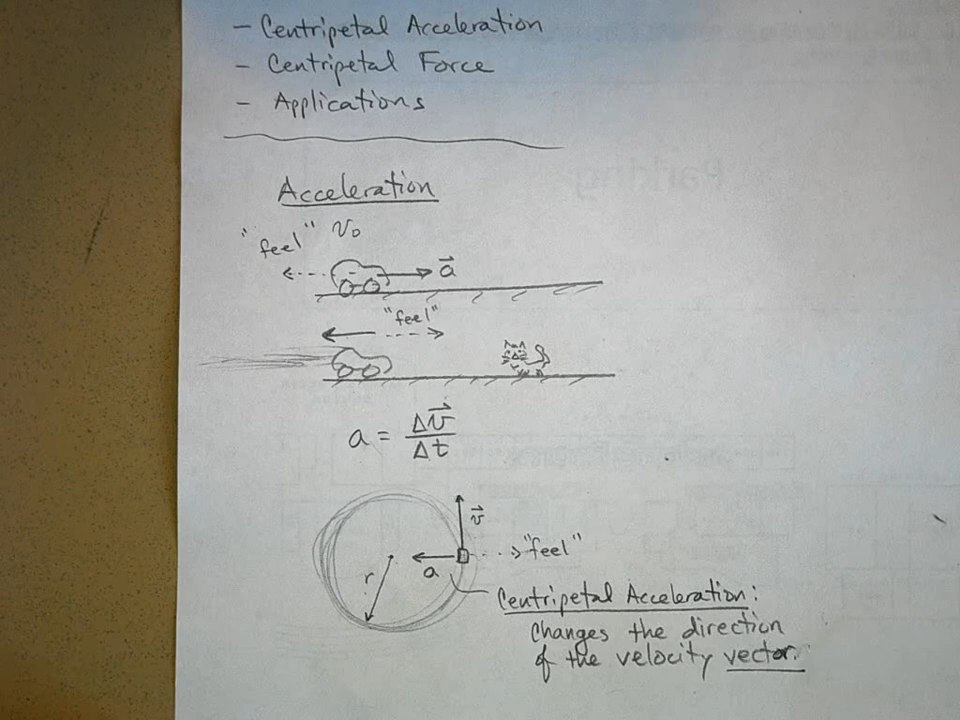 - Centripetal Acceleration
- Centripetal Force
- Applications
Acceleration
"feel" v₀
a⃗
"feel"
a = Δv⃗/Δt
v⃗
"feel"
a
r
Centripetal Acceleration:
Changes the direction
of the velocity vector.
Parking